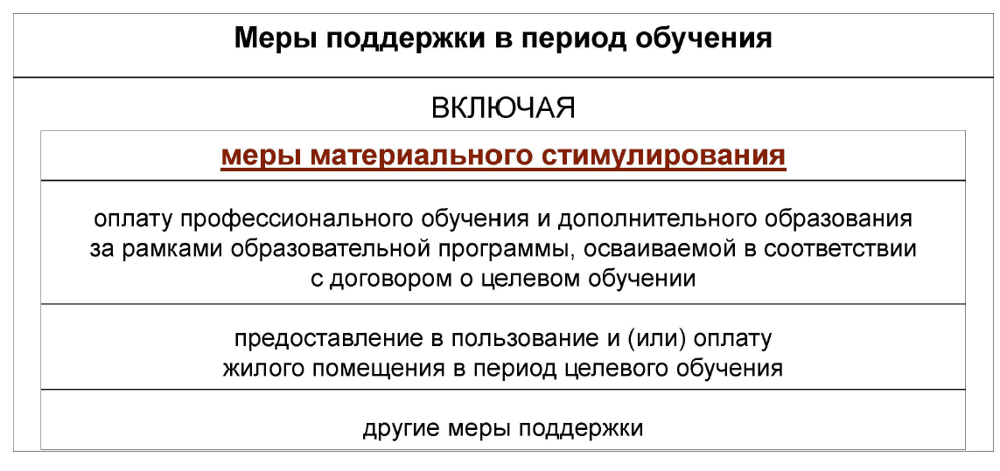 Меры поддержки в период обучения
ВКЛЮЧАЯ
меры материального стимулирования
оплату профессионального обучения и дополнительного образования
за рамками образовательной программы, осваиваемой в соответствии
с договором о целевом обучении
предоставление в пользование и (или) оплату
жилого помещения в период целевого обучения
другие меры поддержки